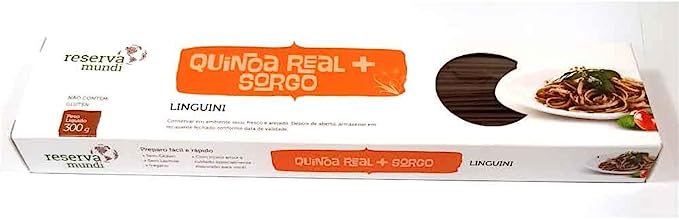 reserva
mundi
NÃO CONTEM
GLUTEN
Peso
Líquido
300 g
QUINOA REAL +
SORGO
LINGUINI
Conservar em ambiente seco, fresco e arejado. Depois de aberto, armazenar em
recipiente fechado conforme data de validade.
reserva
mundi
Preparo fácil e rápido
• Sem Glúten
• Sem Lactose
• Vegano
QUINOA REAL + SORGO
LINGUINI